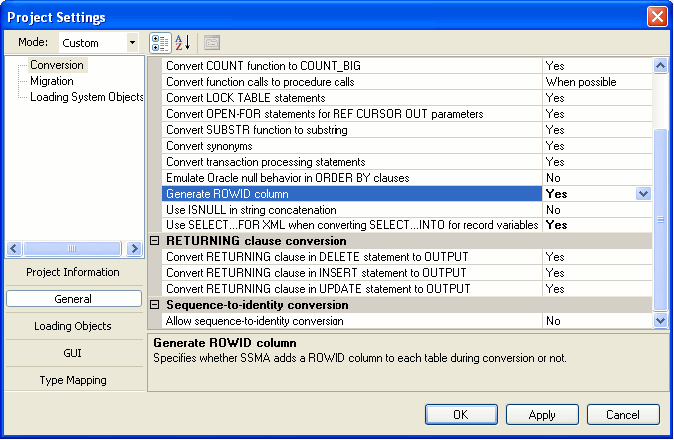 Project Settings
Mode: Custom
Conversion
Migration
Loading System Objects
Project Information
General
Loading Objects
GUI
Type Mapping
Convert COUNT function to COUNT_BIG Yes
Convert function calls to procedure calls When possible
Convert LOCK TABLE statements Yes
Convert OPEN-FOR statements for REF CURSOR OUT parameters Yes
Convert SUBSTR function to substring Yes
Convert synonyms Yes
Convert transaction processing statements Yes
Emulate Oracle null behavior in ORDER BY clauses No
Generate ROWID column Yes
Use ISNULL in string concatenation No
Use SELECT...FOR XML when converting SELECT...INTO for record variables Yes
RETURNING clause conversion
Convert RETURNING clause in DELETE statement to OUTPUT Yes
Convert RETURNING clause in INSERT statement to OUTPUT Yes
Convert RETURNING clause in UPDATE statement to OUTPUT Yes
Sequence-to-identity conversion
Allow sequence-to-identity conversion No
Generate ROWID column
Specifies whether SSMA adds a ROWID column to each table during conversion or not.
OK Apply Cancel